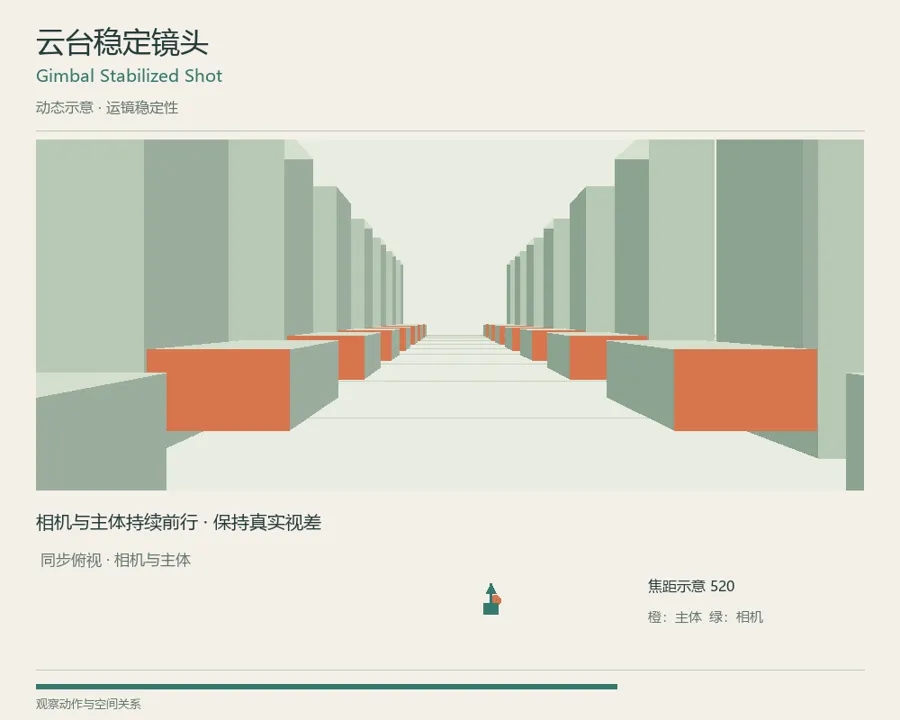 云台稳定镜头
Gimbal Stabilized Shot
动态示意 · 运镜稳定性
相机与主体持续前行 · 保持真实视差
同步俯视 · 相机与主体
焦距示意 520
橙：主体 绿：相机
观察动作与空间关系